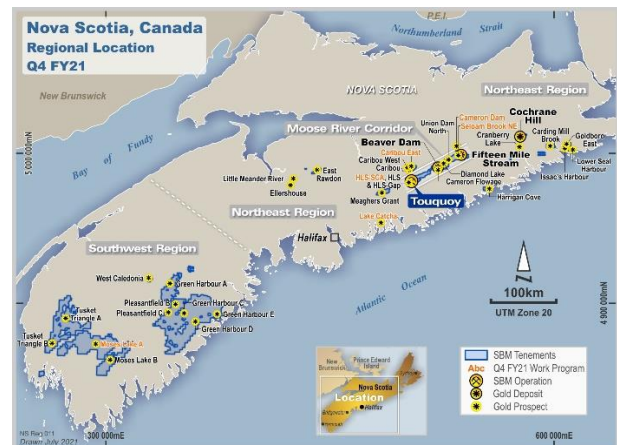 Nova Scotia, Canada
Regional Location
Q4 FY21
P.E.I.
Northumberland Strait
New Brunswick
NOVA SCOTIA
Northeast Region
Bay of Fundy
5 000 000mN
Moose River Corridor
Union Dam
North
Cameron Dam
Seloam Brook NE
Cochrane
Hill
Cranberry
Lake
Carding Mill
Brook
Goldboro
East
Beaver Dam
Caribou East
Caribou West
Caribou
HLS-SCA, HLS
& HLS-Gap
Meaghers Grant
Fifteen Mile
Stream
Diamond Lake
Cameron Flowage
Lower Seal
Harbour
Issac's Harbour
Harrigan Cove
Touquoy
East
Rawdon
Little Meander River
Ellershouse
Northeast Region
Halifax
Lake Catcha
Southwest Region
West Caledonia
Green Harbour A
Pleasantfield B
Green Harbour C
Pleasantfield C
Green Harbour E
Green Harbour D
Tusket
Triangle A
Tusket
Triangle B
Moses Lake A
Moses Lake B
Atlantic Ocean
100km
UTM Zone 20
4 900 000mN
SBM Tenements
Abc Q4 FY21 Work Program
SBM Operation
Gold Deposit
Gold Prospect
Prince Edward
Island
New
Brunswick
Nova Scotia
Location
Halifax
Bridgewater
Yarmouth
Drawn July 2021
300 000mE
600 000mE